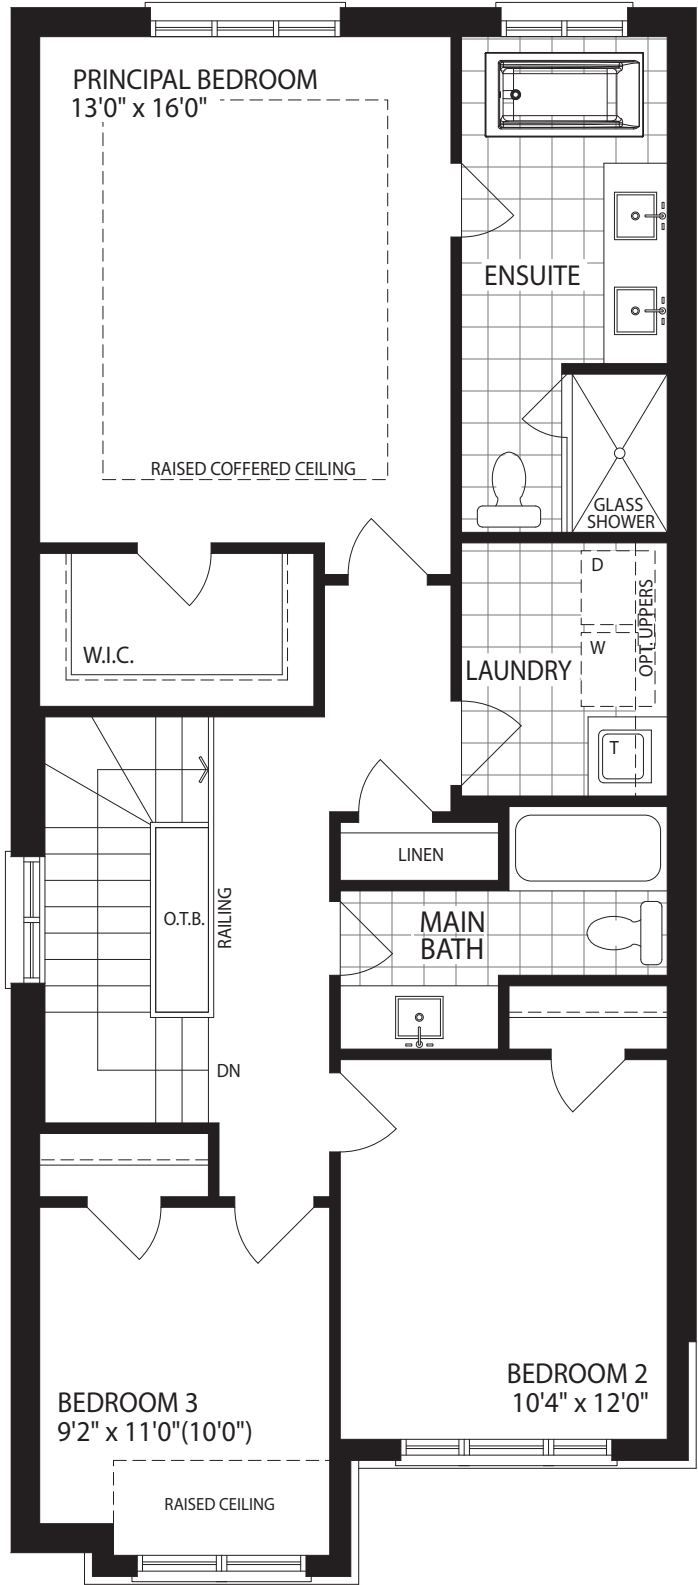 PRINCIPAL BEDROOM
13'0" x 16'0"
ENSUITE
RAISED COFFERED CEILING
GLASS
SHOWER
D
OPT. UPPERS
W
W.I.C.
LAUNDRY
T
LINEN
O.T.B.
RAILING
MAIN
BATH
DN
BEDROOM 2
10'4" x 12'0"
BEDROOM 3
9'2" x 11'0"(10'0")
RAISED CEILING